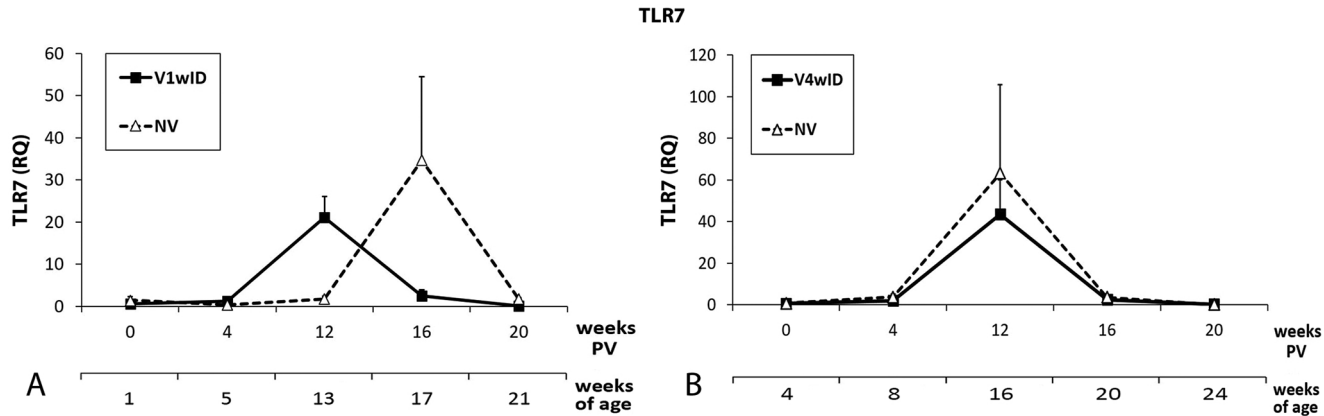 TLR7
60
50
40
30
20
10
0
TLR7 (RQ)
V1wID
NV
0 4 12 16 20 weeks PV
A
1 5 13 17 21 weeks of age
120
100
80
60
40
20
0
TLR7 (RQ)
V4wID
NV
0 4 12 16 20 weeks PV
B
4 8 16 20 24 weeks of age